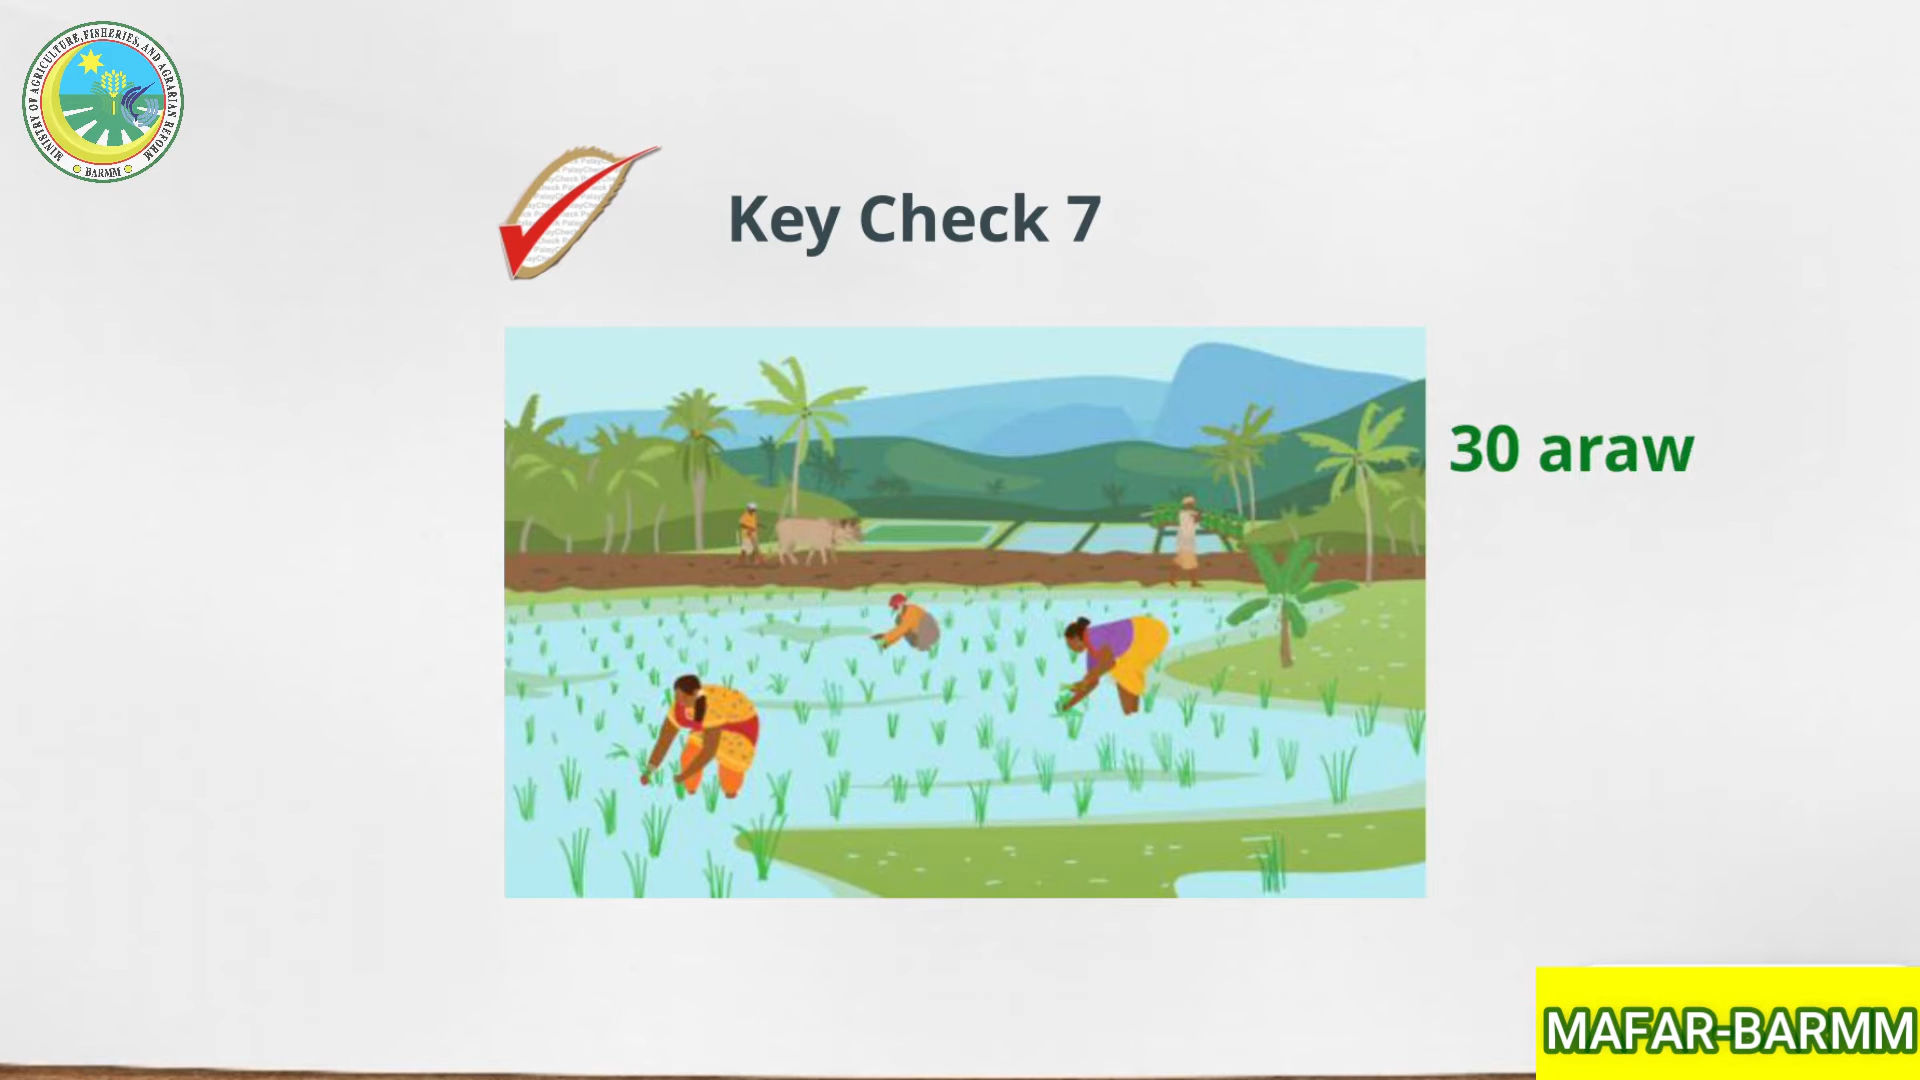 MINISTRY OF AGRICULTURE, FISHERIES, AND AGRARIAN REFORM
BARMM
Key Check 7
30 araw
MAFAR-BARMM